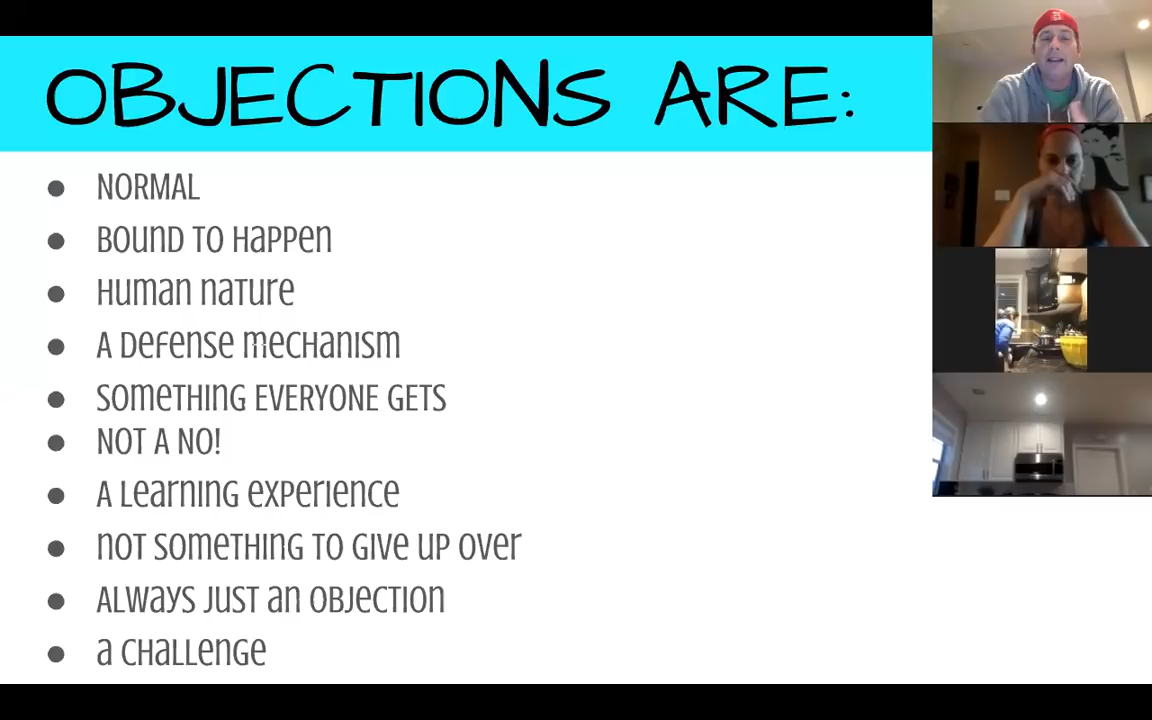 OBJECTIONS ARE:
NORMAL
Bound to Happen
Human nature
A Defense mechanism
Something EVERYONE GETS
NOT A NO!
A Learning experience
not something to give up over
Always just an objection
a challenge